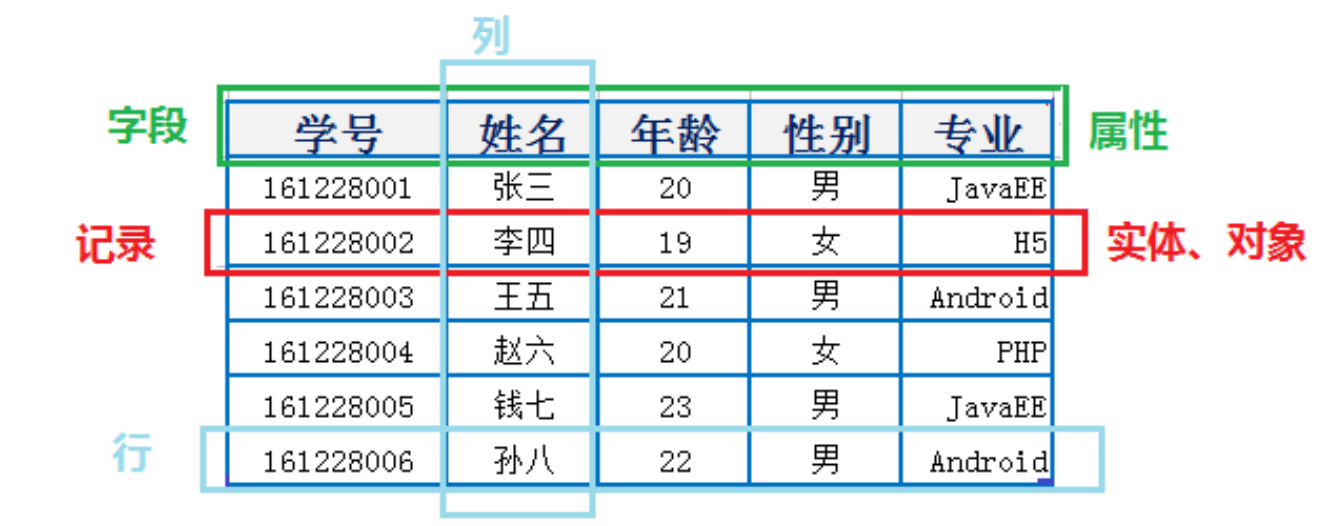 列
字段 学号 姓名 年龄 性别 专业 属性
161228001 张三 20 男 JavaEE
记录 161228002 李四 19 女 H5 实体、对象
161228003 王五 21 男 Android
161228004 赵六 20 女 PHP
161228005 钱七 23 男 JavaEE
行 161228006 孙八 22 男 Android